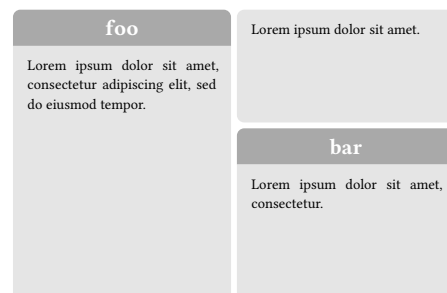 foo
Lorem ipsum dolor sit amet,
consectetur adipiscing elit, sed
do eiusmod tempor.
Lorem ipsum dolor sit amet.
bar
Lorem ipsum dolor sit amet,
consectetur.